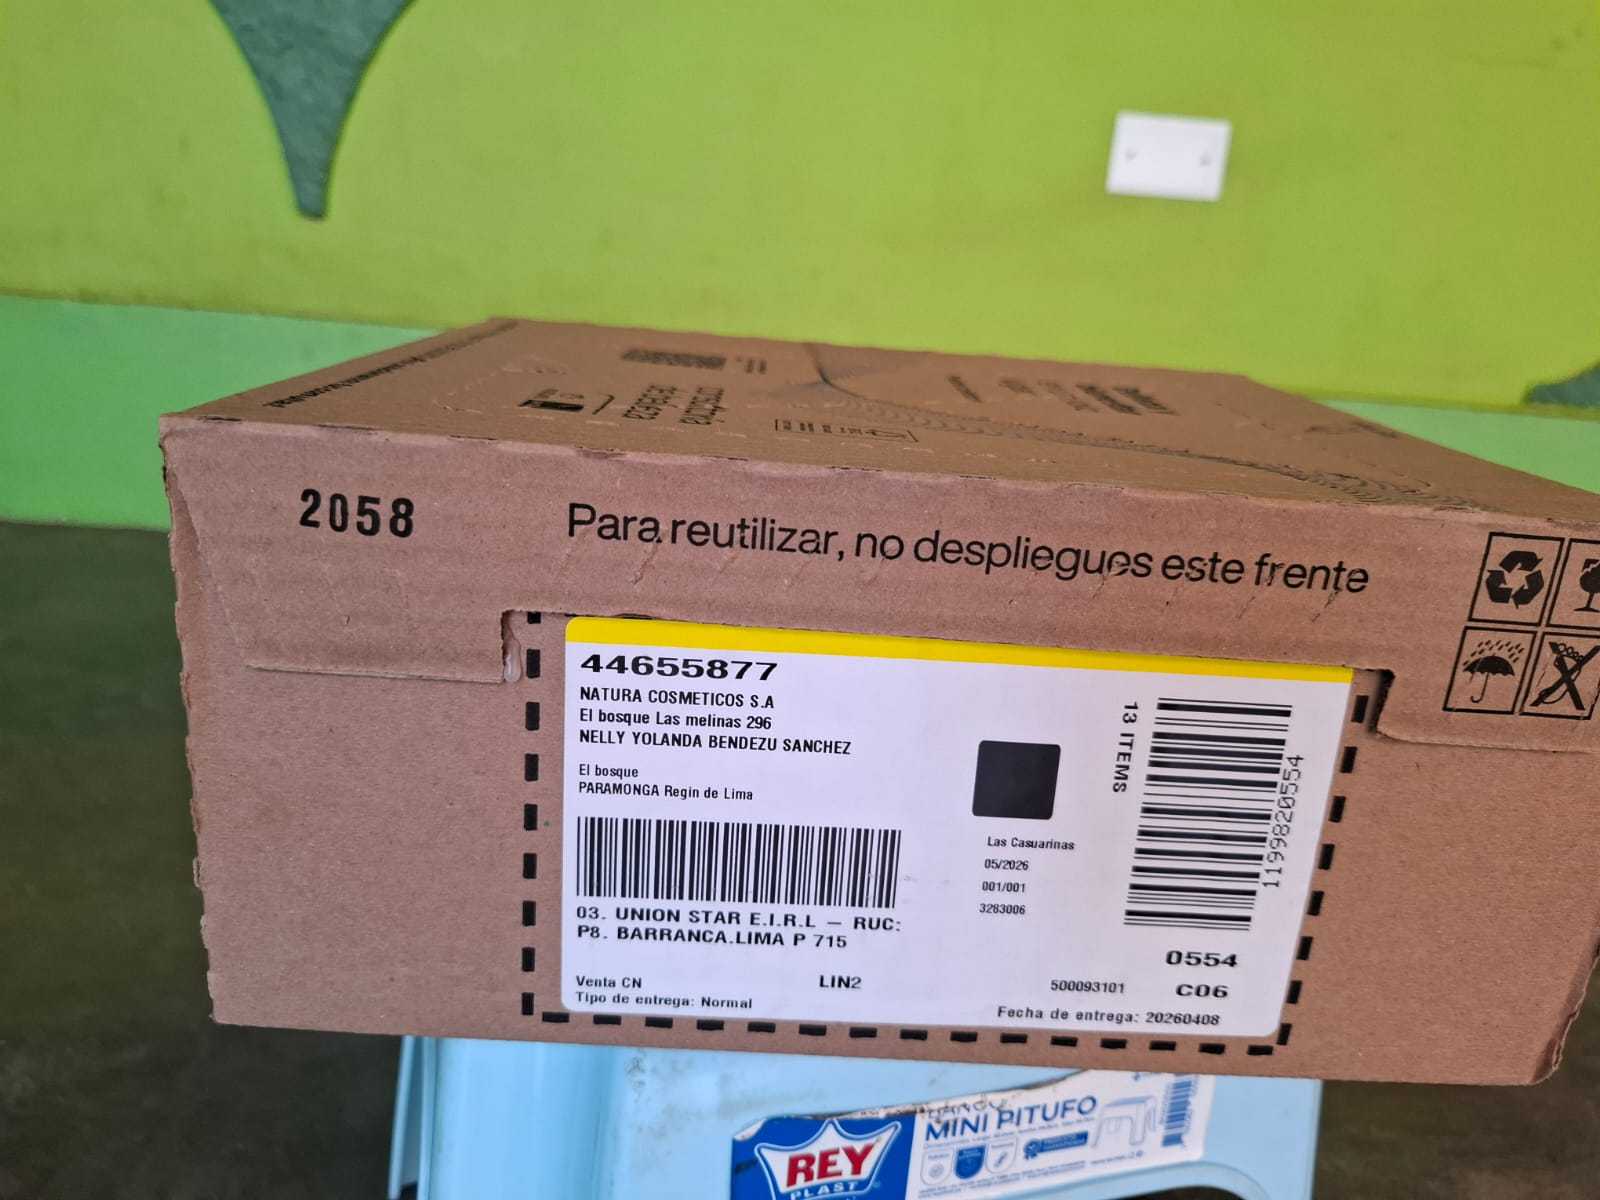 2058
Para reutilizar, no despliegues este frente
44655877
NATURA COSMETICOS S.A
El bosque Las melinas 296
NELLY YOLANDA BENDEZU SANCHEZ
El bosque
PARAMONGA Regin de Lima
03. UNION STAR E.I.R.L — RUC:
P8. BARRANCA.LIMA P 715
Venta CN
LIN2
Tipo de entrega: Normal
Las Casuarinas
05/2026
001/001
3283006
13 ITEMS
1199820554
0554
500093101
C06
Fecha de entrega: 20260408
REY
PLAST
MINI PITUFO